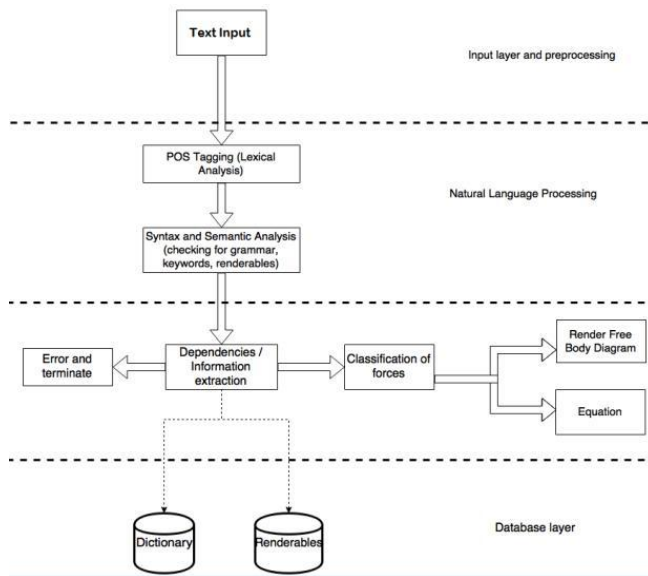 Text Input
Input layer and preprocessing
POS Tagging (Lexical
Analysis)
Natural Language Processing
Syntax and Semantic Analysis
(checking for grammar,
keywords, renderables)
Error and
terminate
Dependencies /
Information
extraction
Classification of
forces
Render Free
Body Diagram
Equation
Dictionary
Renderables
Database layer